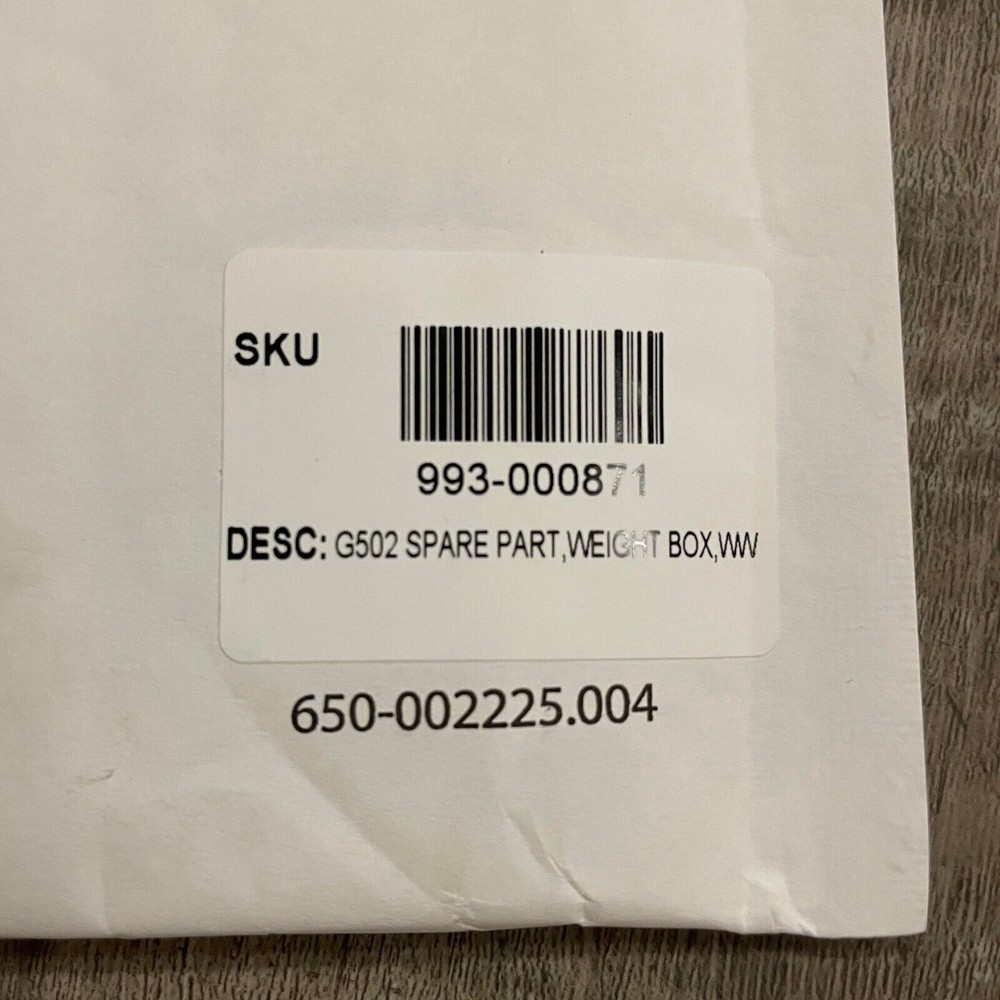 SKU
993-000871
DESC: G502 SPARE PART,WEIGHT BOX,WW
650-002225.004